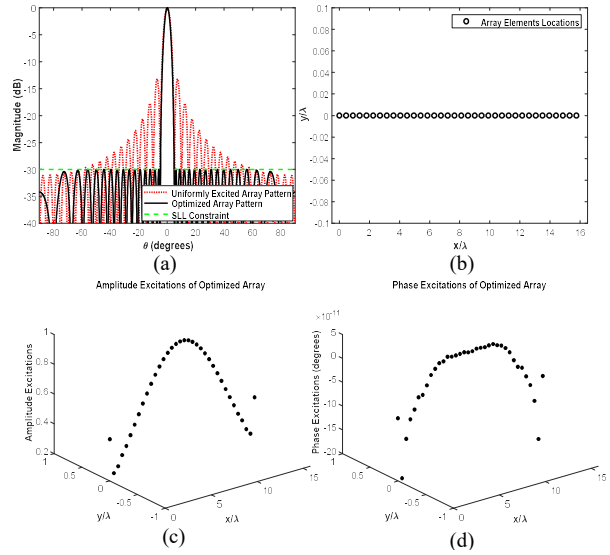 0
-5
-10
-15
-20
-25
-30
-35
-40
Magnitude (dB)
-80 -60 -40 -20 0 20 40 60 80
θ (degrees)
Uniformly Excited Array Pattern
Optimized Array Pattern
SLL Constraint
(a)
0.1
0.08
0.06
0.04
0.02
0
-0.02
-0.04
-0.06
-0.08
-0.1
y/λ
0 2 4 6 8 10 12 14 16
x/λ
Array Elements Locations
(b)
Amplitude Excitations of Optimized Array
1
0.8
0.6
0.4
0.2
Amplitude Excitations
1 0.5 0 -0.5 -1
y/λ
0 5 10 15
x/λ
(c)
Phase Excitations of Optimized Array
×10⁻¹¹
5
0
-5
-10
-15
-20
Phase Excitations (degrees)
1 0.5 0 -0.5 -1
y/λ
0 5 10 15
x/λ
(d)